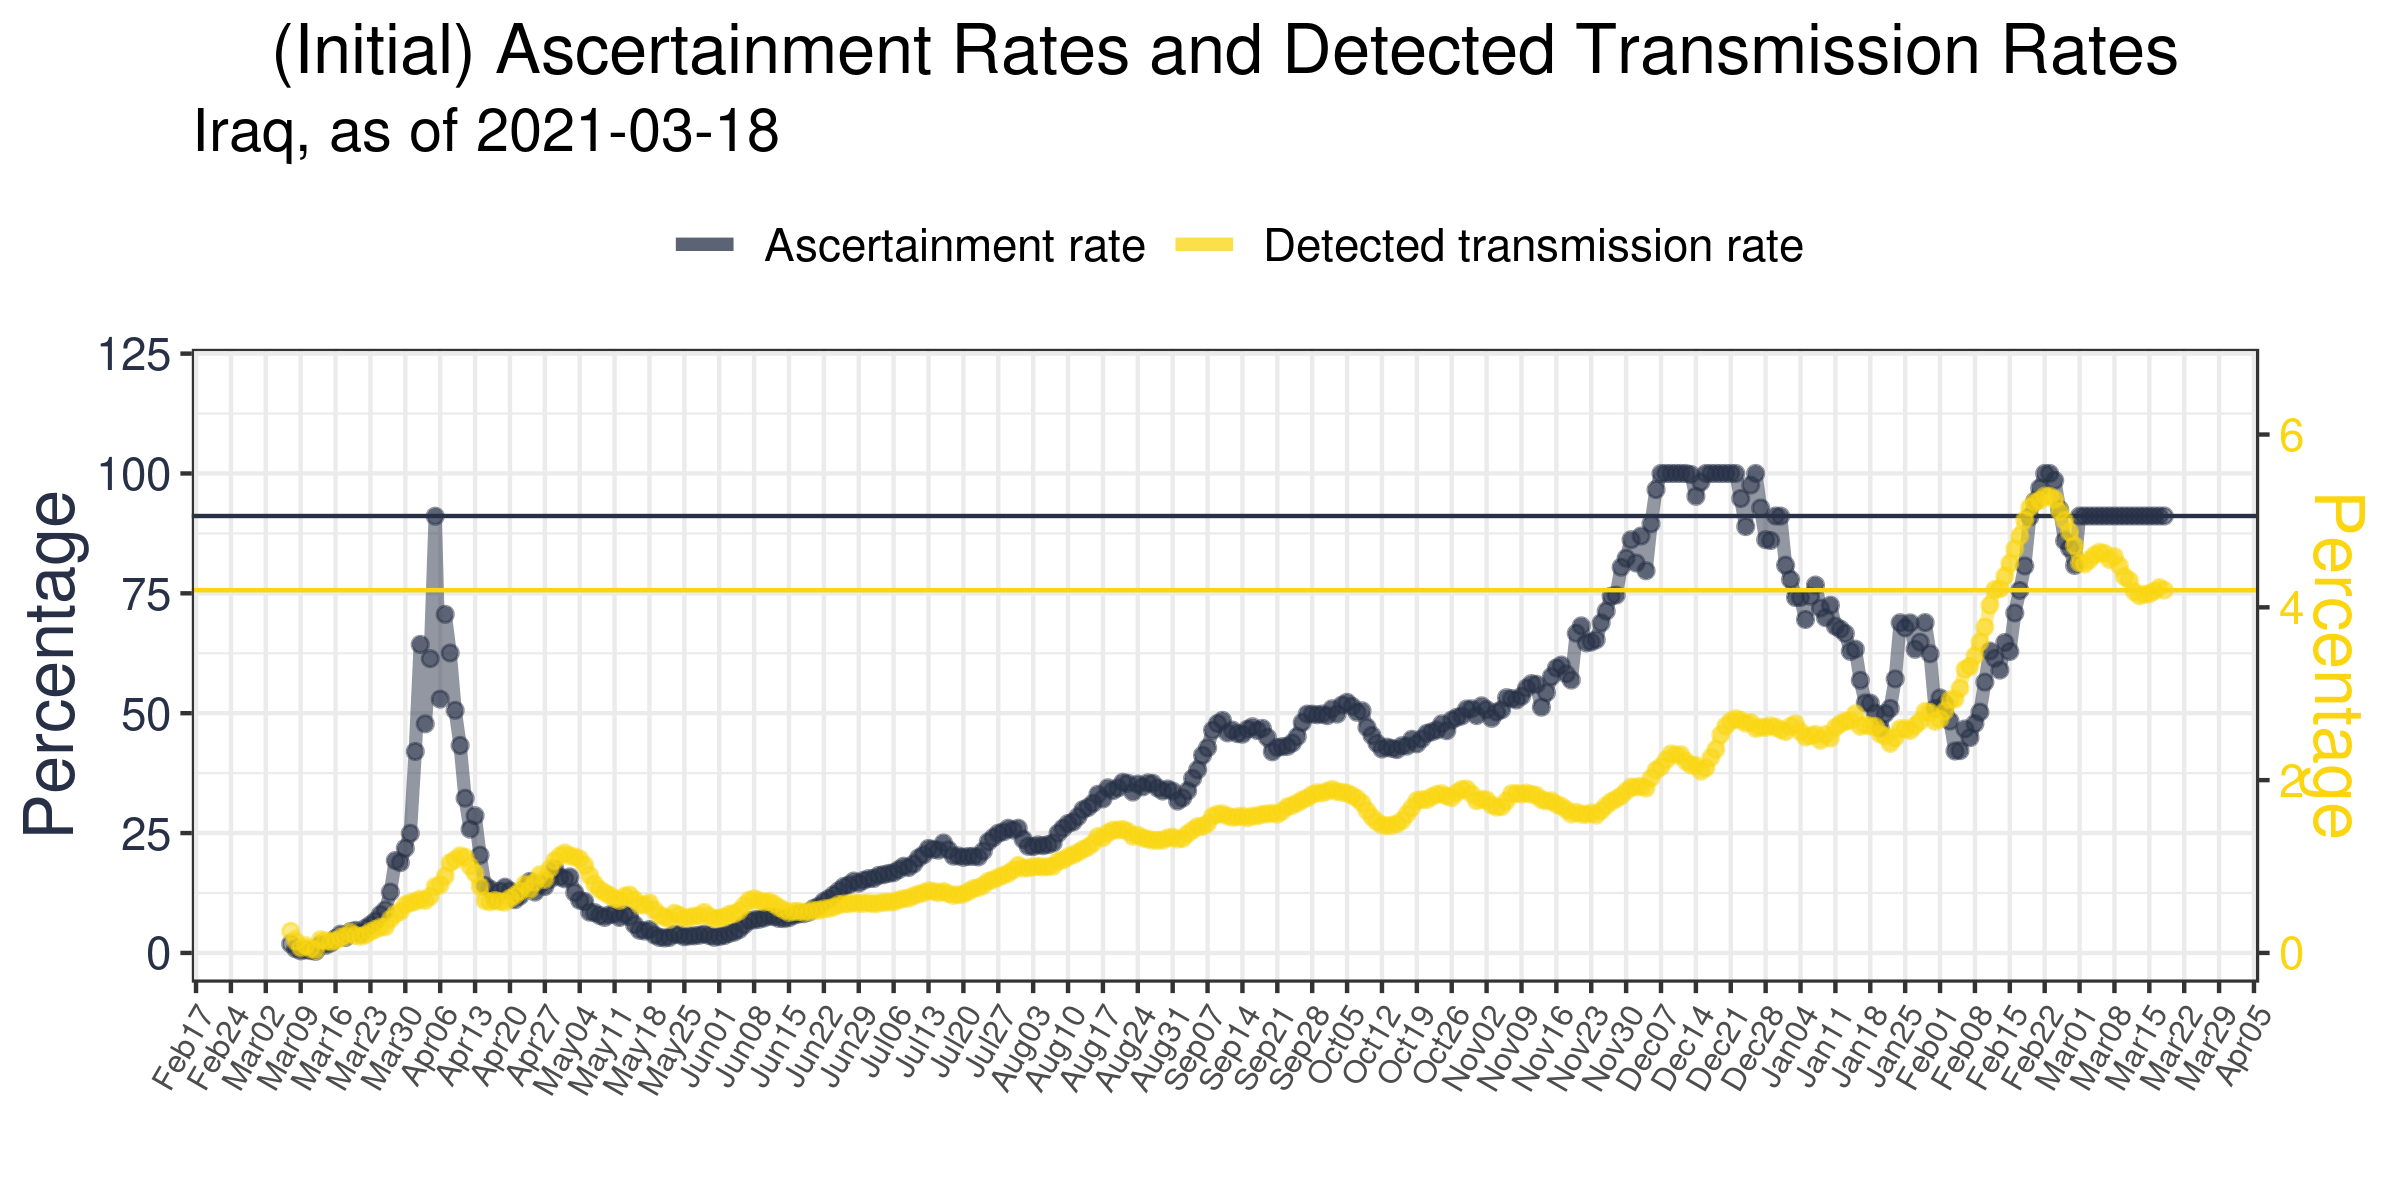 (Initial) Ascertainment Rates and Detected Transmission Rates
Iraq, as of 2021-03-18
Ascertainment rate
Detected transmission rate
Percentage
125
100
75
50
25
0
6
4
2
0
Percentage
Feb17
Feb24
Mar02
Mar09
Mar16
Mar23
Mar30
Apr06
Apr13
Apr20
Apr27
May04
May11
May18
May25
Jun01
Jun08
Jun15
Jun22
Jun29
Jul06
Jul13
Jul20
Jul27
Aug03
Aug10
Aug17
Aug24
Aug31
Sep07
Sep14
Sep21
Sep28
Oct05
Oct12
Oct19
Oct26
Nov02
Nov09
Nov16
Nov23
Nov30
Dec07
Dec14
Dec21
Dec28
Jan04
Jan11
Jan18
Jan25
Feb01
Feb08
Feb15
Feb22
Mar01
Mar08
Mar15
Mar22
Mar29
Apr05